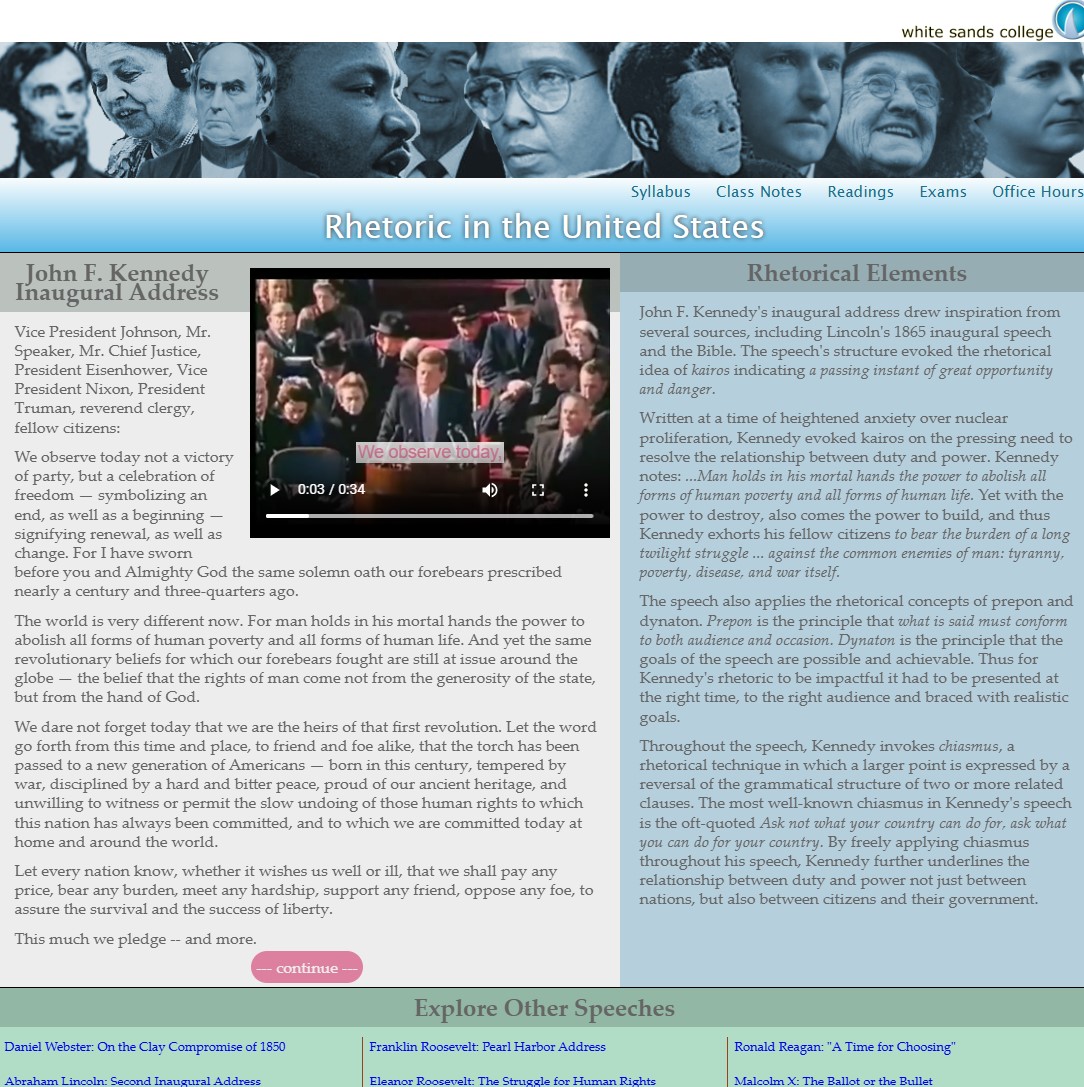 white sands college
Syllabus Class Notes Readings Exams Office Hours
Rhetoric in the United States
John F. Kennedy
Inaugural Address
Vice President Johnson, Mr.
Speaker, Mr. Chief Justice,
President Eisenhower, Vice
President Nixon, President
Truman, reverend clergy,
fellow citizens:
We observe today not a victory
of party, but a celebration of
freedom — symbolizing an
end, as well as a beginning —
signifying renewal, as well as
change. For I have sworn
before you and Almighty God the same solemn oath our forebears prescribed
nearly a century and three-quarters ago.
We observe today,
0:03 / 0:34
The world is very different now. For man holds in his mortal hands the power to
abolish all forms of human poverty and all forms of human life. And yet the same
revolutionary beliefs for which our forebears fought are still at issue around the
globe — the belief that the rights of man come not from the generosity of the state,
but from the hand of God.
We dare not forget today that we are the heirs of that first revolution. Let the word
go forth from this time and place, to friend and foe alike, that the torch has been
passed to a new generation of Americans — born in this century, tempered by
war, disciplined by a hard and bitter peace, proud of our ancient heritage, and
unwilling to witness or permit the slow undoing of those human rights to which
this nation has always been committed, and to which we are committed today at
home and around the world.
Let every nation know, whether it wishes us well or ill, that we shall pay any
price, bear any burden, meet any hardship, support any friend, oppose any foe, to
assure the survival and the success of liberty.
This much we pledge -- and more.
— continue —
Rhetorical Elements
John F. Kennedy's inaugural address drew inspiration from
several sources, including Lincoln's 1865 inaugural speech
and the Bible. The speech's structure evoked the rhetorical
idea of kairos indicating a passing instant of great opportunity
and danger.
Written at a time of heightened anxiety over nuclear
proliferation, Kennedy evoked kairos on the pressing need to
resolve the relationship between duty and power. Kennedy
notes: ...Man holds in his mortal hands the power to abolish all
forms of human poverty and all forms of human life. Yet with the
power to destroy, also comes the power to build, and thus
Kennedy exhorts his fellow citizens to bear the burden of a long
twilight struggle ... against the common enemies of man: tyranny,
poverty, disease, and war itself.
The speech also applies the rhetorical concepts of prepon and
dynaton. Prepon is the principle that what is said must conform
to both audience and occasion. Dynaton is the principle that the
goals of the speech are possible and achievable. Thus for
Kennedy's rhetoric to be impactful it had to be presented at
the right time, to the right audience and braced with realistic
goals.
Throughout the speech, Kennedy invokes chiasmus, a
rhetorical technique in which a larger point is expressed by a
reversal of the grammatical structure of two or more related
clauses. The most well-known chiasmus in Kennedy's speech
is the oft-quoted Ask not what your country can do for, ask what
you can do for your country. By freely applying chiasmus
throughout his speech, Kennedy further underlines the
relationship between duty and power not just between
nations, but also between citizens and their government.
Explore Other Speeches
Daniel Webster: On the Clay Compromise of 1850
Abraham Lincoln: Second Inaugural Address
Franklin Roosevelt: Pearl Harbor Address
Eleanor Roosevelt: The Struggle for Human Rights
Ronald Reagan: "A Time for Choosing"
Malcolm X: The Ballot or the Bullet